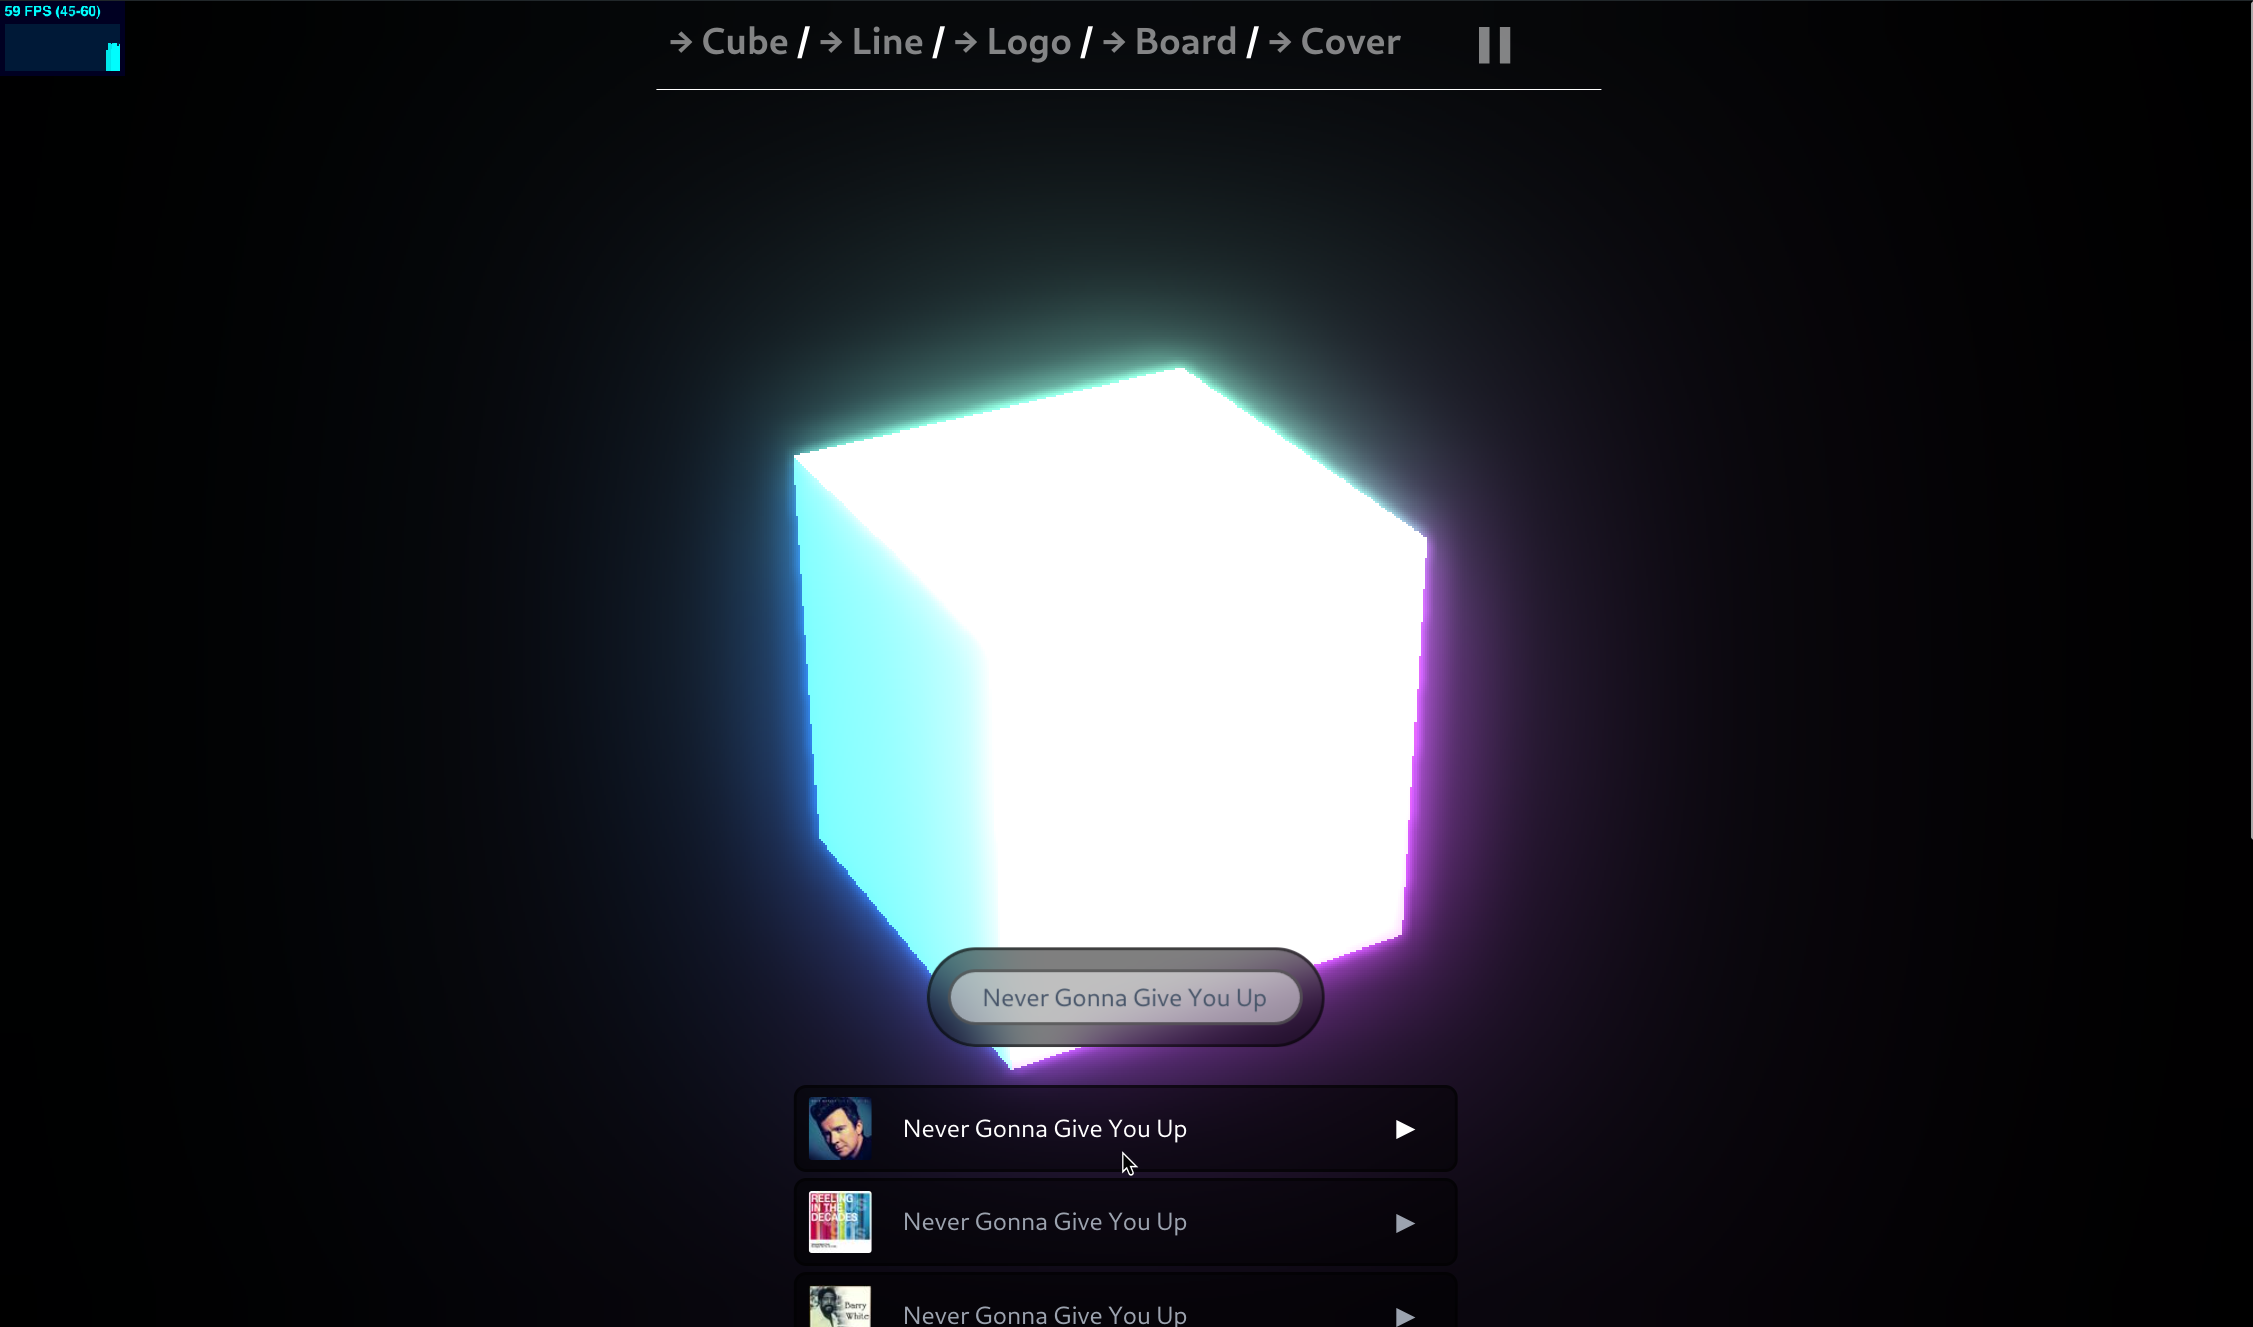 59 FPS (45-60)
→ Cube / → Line / → Logo / → Board / → Cover
Never Gonna Give You Up
Never Gonna Give You Up
REELING
IN THE
DECADES
Never Gonna Give You Up
Barry
White
Never Gonna Give You Up